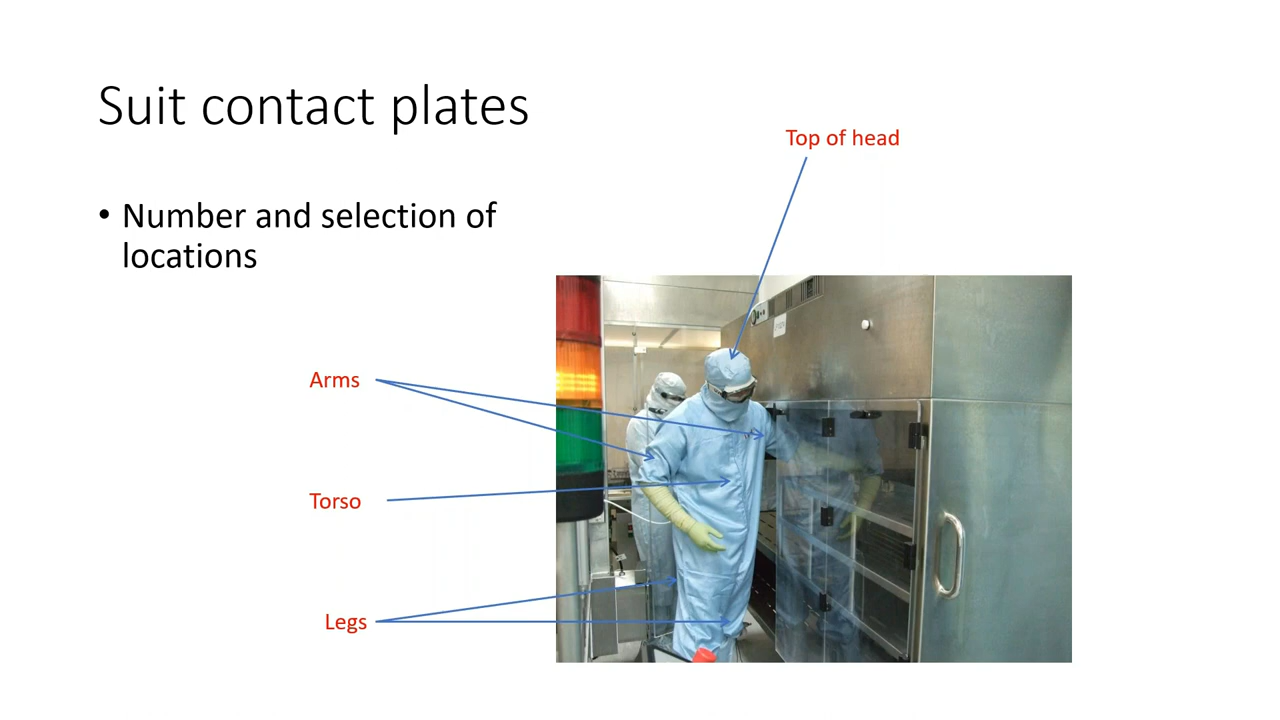 Suit contact plates
Top of head
• Number and selection of
locations
Arms
Torso
Legs